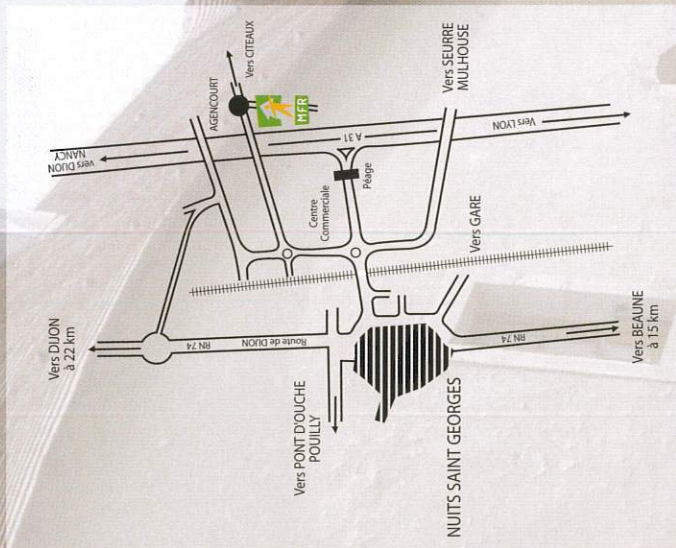 Vers CITEAUX
AGENCOURT
MFR
vers DIJON
NANCY
Vers SEURRE
MULHOUSE
A 31
Vers LYON
Centre
Commerciale
Péage
Vers GARE
Vers DIJON
à 22 km
RN 74
Route de DIJON
Vers PONT D'OUCHE
POUILLY
NUITS SAINT GEORGES
RN 74
Vers BEAUNE
à 15 km